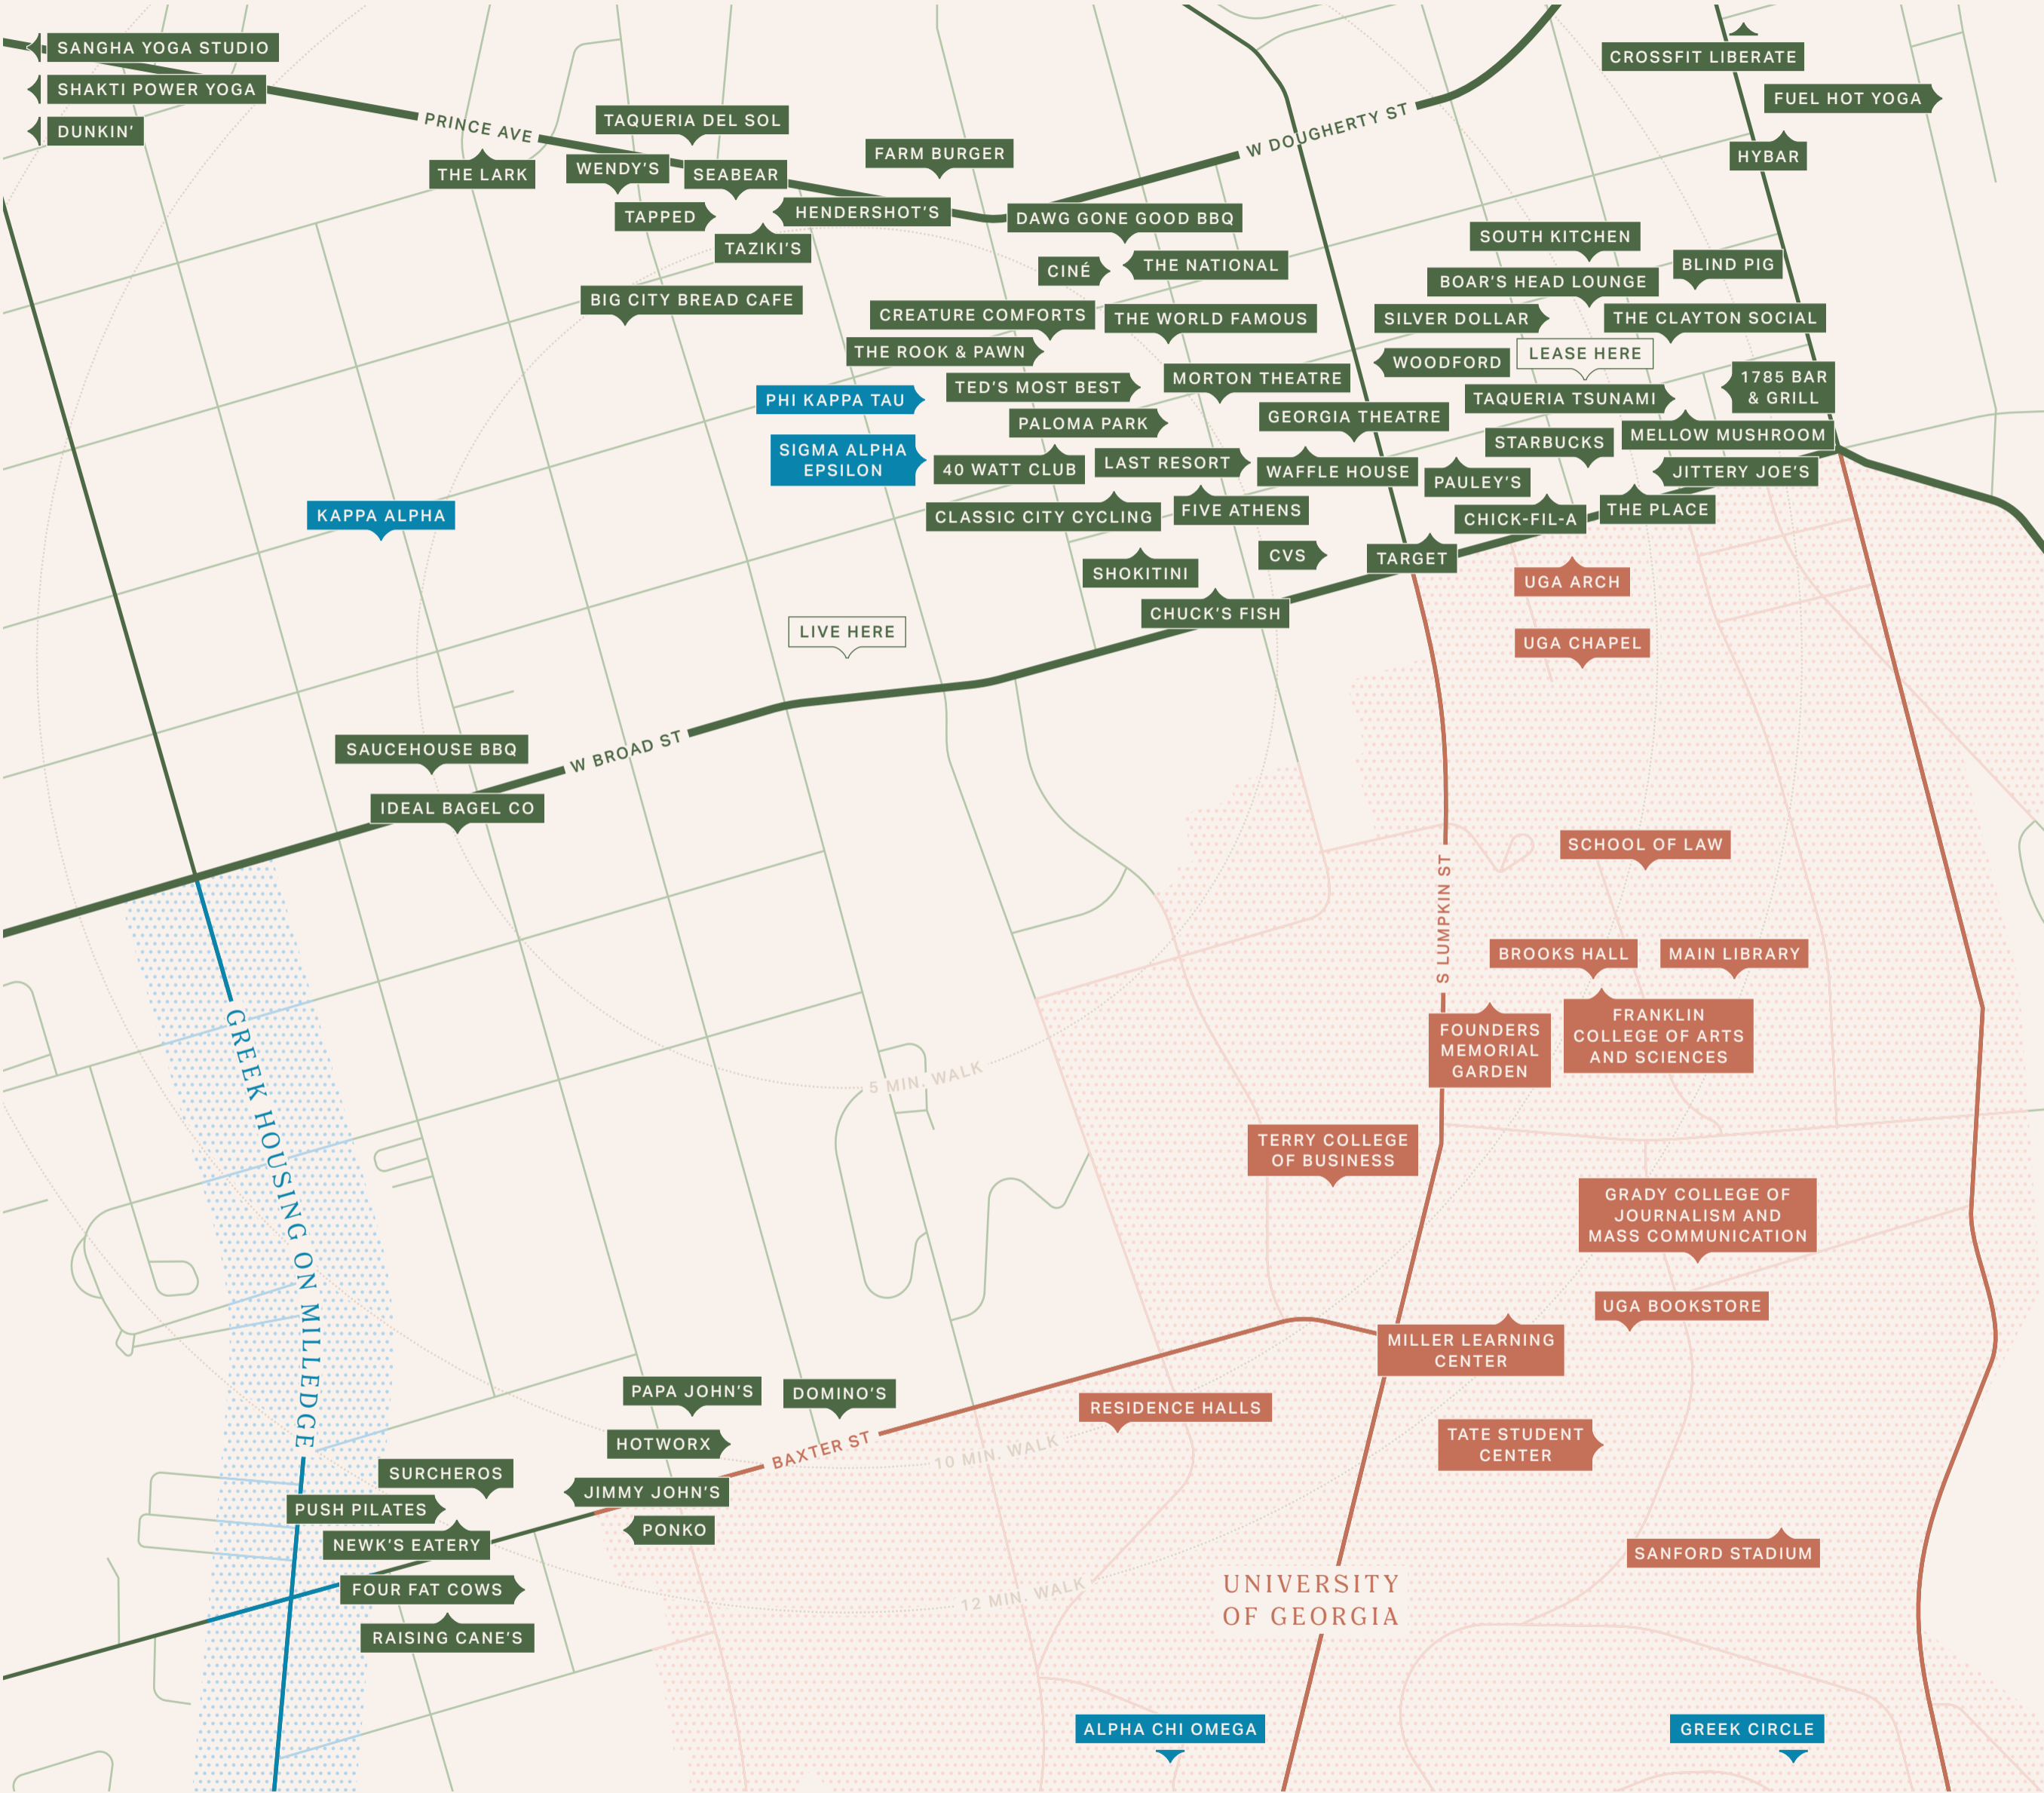 SANGHA YOGA STUDIO
CROSSFIT LIBERATE
SHAKTI POWER YOGA
FUEL HOT YOGA
DUNKIN'
PRINCE AVE
TAQUERIA DEL SOL
W DOUGHERTY ST
FARM BURGER
HYBAR
THE LARK
WENDY'S
SEABEAR
TAPPED
HENDERSHOT'S
DAWG GONE GOOD BBQ
TAZIKI'S
SOUTH KITCHEN
CINÉ
THE NATIONAL
BLIND PIG
BOAR'S HEAD LOUNGE
BIG CITY BREAD CAFE
CREATURE COMFORTS
THE WORLD FAMOUS
SILVER DOLLAR
THE CLAYTON SOCIAL
THE ROOK & PAWN
WOODFORD
LEASE HERE
TED'S MOST BEST
MORTON THEATRE
1785 BAR
& GRILL
PHI KAPPA TAU
TAQUERIA TSUNAMI
PALOMA PARK
GEORGIA THEATRE
STARBUCKS
MELLOW MUSHROOM
SIGMA ALPHA
EPSILON
40 WATT CLUB
LAST RESORT
WAFFLE HOUSE
PAULEY'S
JITTERY JOE'S
KAPPA ALPHA
CLASSIC CITY CYCLING
FIVE ATHENS
CHICK-FIL-A
THE PLACE
CVS
TARGET
SHOKITINI
UGA ARCH
CHUCK'S FISH
LIVE HERE
UGA CHAPEL
W BROAD ST
SAUCEHOUSE BBQ
IDEAL BAGEL CO
SCHOOL OF LAW
S LUMPKIN ST
BROOKS HALL
MAIN LIBRARY
FOUNDERS
MEMORIAL
GARDEN
FRANKLIN
COLLEGE OF ARTS
AND SCIENCES
5 MIN. WALK
GREEK HOUSING ON MILLEDGE
TERRY COLLEGE
OF BUSINESS
GRADY COLLEGE OF
JOURNALISM AND
MASS COMMUNICATION
UGA BOOKSTORE
MILLER LEARNING
CENTER
PAPA JOHN'S
DOMINO'S
RESIDENCE HALLS
HOTWORX
BAXTER ST
10 MIN. WALK
TATE STUDENT
CENTER
SURCHEROS
JIMMY JOHN'S
PUSH PILATES
PONKO
NEWK'S EATERY
SANFORD STADIUM
FOUR FAT COWS
12 MIN. WALK
UNIVERSITY
OF GEORGIA
RAISING CANE'S
ALPHA CHI OMEGA
GREEK CIRCLE